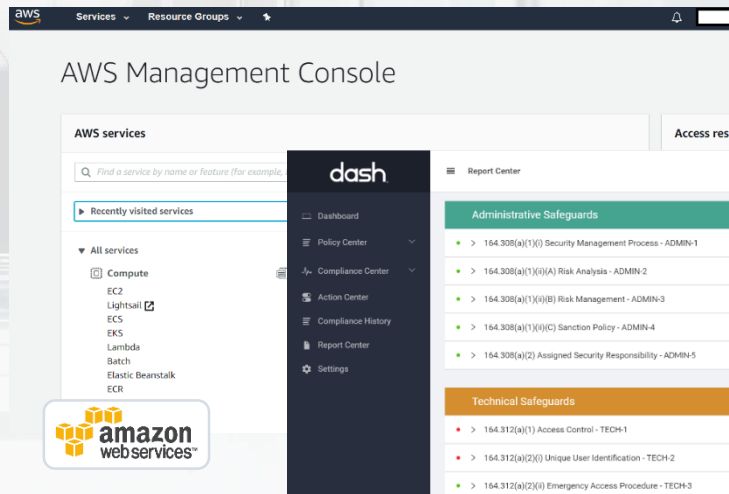 aws
Services
Resource Groups
AWS Management Console
AWS services
Access res
Find a service by name or feature (for example,
Recently visited services
All services
Compute
EC2
Lightsail
ECS
EKS
Lambda
Batch
Elastic Beanstalk
ECR
amazon
web services™
dash
Dashboard
Policy Center
Compliance Center
Action Center
Compliance History
Report Center
Settings
Report Center
Administrative Safeguards
164.308(a)(1)(i) Security Management Process - ADMIN-1
164.308(a)(1)(ii)(A) Risk Analysis - ADMIN-2
164.308(a)(1)(ii)(B) Risk Management - ADMIN-3
164.308(a)(1)(ii)(C) Sanction Policy - ADMIN-4
164.308(a)(2) Assigned Security Responsibility - ADMIN-5
Technical Safeguards
164.312(a)(1) Access Control - TECH-1
164.312(a)(2)(i) Unique User Identification - TECH-2
164.312(a)(2)(ii) Emergency Access Procedure - TECH-3